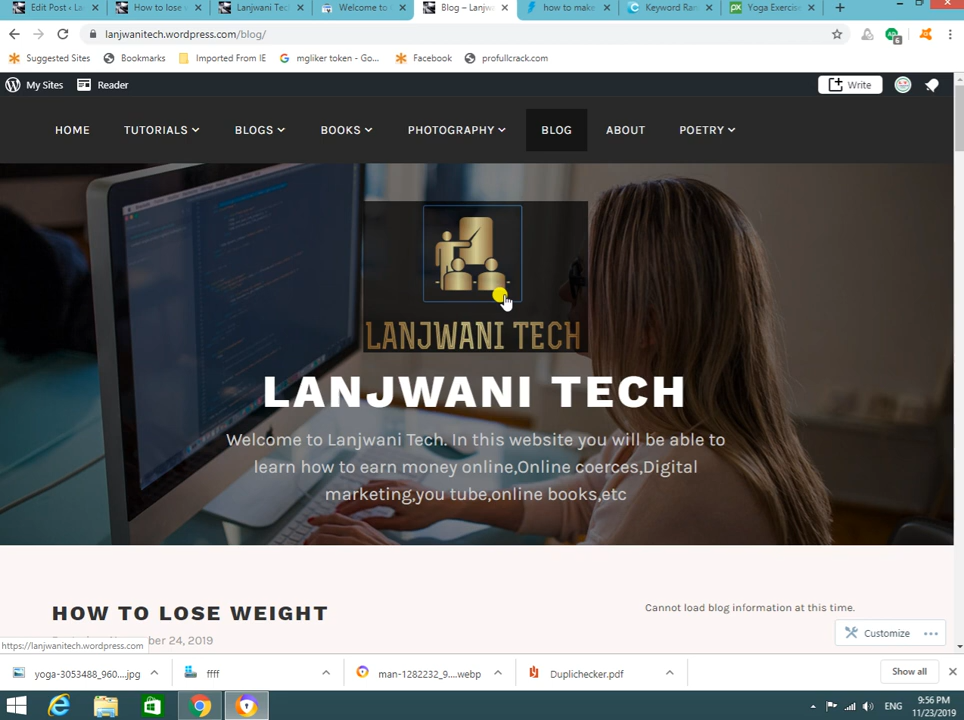 Edit Post ‹ L
How to lose v
Lanjwani Tec
Welcome to
Blog – Lanjw
how to make
Keyword Ran
Yoga Exercise
lanjwanitech.wordpress.com/blog/
Suggested Sites
Bookmarks
Imported From IE
mgliker token - Go...
Facebook
profullcrack.com
My Sites
Reader
Write
HOME
TUTORIALS
BLOGS
BOOKS
PHOTOGRAPHY
BLOG
ABOUT
POETRY
LANJWANI TECH
LANJWANI TECH
Welcome to Lanjwani Tech. In this website you will be able to
learn how to earn money online,Online coerces,Digital
marketing,you tube,online books,etc
HOW TO LOSE WEIGHT
Cannot load blog information at this time.
ber 24, 2019
Customize
https://lanjwanitech.wordpress.com
yoga-3053488_960....jpg
ffff
man-1282232_9....webp
Duplichecker.pdf
Show all
ENG
9:56 PM
11/23/2019